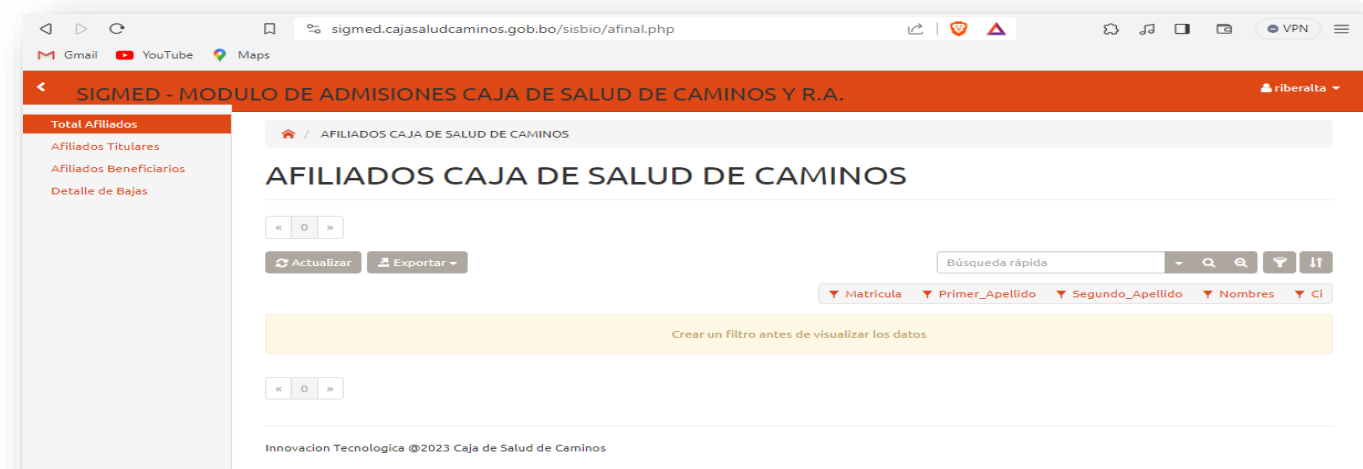 sigmed.cajasaludcaminos.gob.bo/sisbio/afinal.php
VPN
Gmail YouTube Maps
SIGMED - MODULO DE ADMISIONES CAJA DE SALUD DE CAMINOS Y R.A.
riberalta
Total Afiliados
Afiliados Titulares
Afiliados Beneficiarios
Detalle de Bajas
/ AFILIADOS CAJA DE SALUD DE CAMINOS
AFILIADOS CAJA DE SALUD DE CAMINOS
« 0 »
Actualizar Exportar
Búsqueda rápida
Matricula Primer_Apellido Segundo_Apellido Nombres Ci
Crear un filtro antes de visualizar los datos
« 0 »
Innovacion Tecnologica @2023 Caja de Salud de Caminos